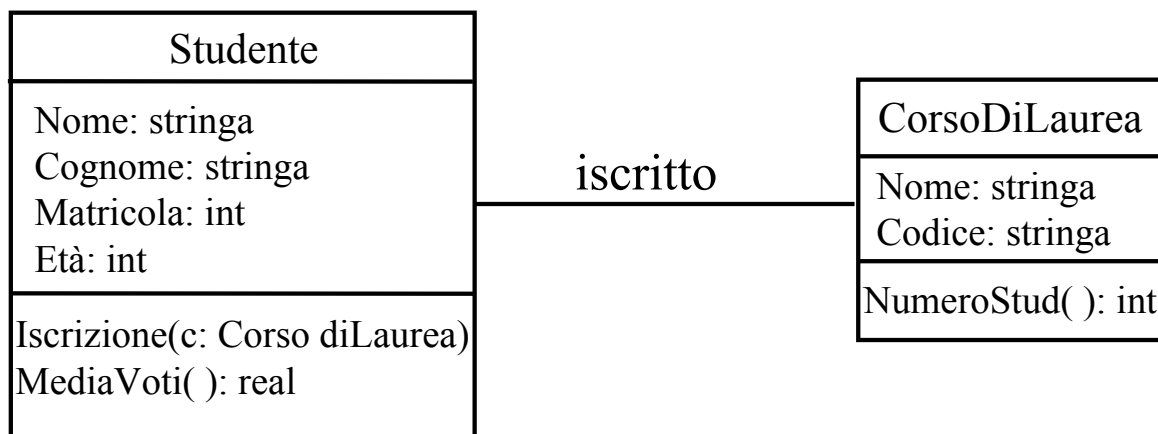 Studente
Nome: stringa
Cognome: stringa
Matricola: int
Età: int
Iscrizione(c: Corso diLaurea)
MediaVoti( ): real
iscritto
CorsoDiLaurea
Nome: stringa
Codice: stringa
NumeroStud( ): int